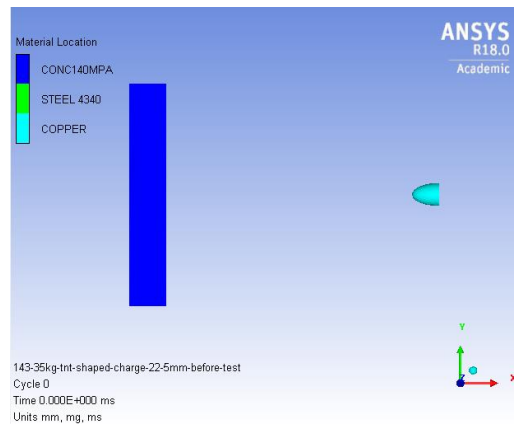 ANSYS
R18.0
Academic
Material Location
CONC140MPA
STEEL 4340
COPPER
143-35kg-tnt-shaped-charge-22-5mm-before-test
Cycle 0
Time 0.000E+000 ms
Units mm, mg, ms
Y
Z
X